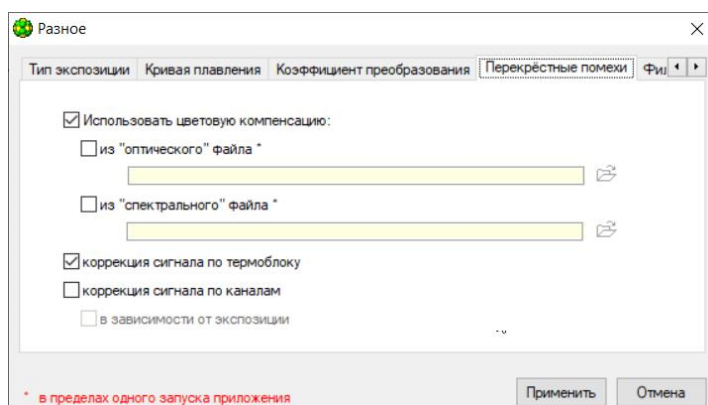 Разное
Тип экспозиции Кривая плавления Коэффициент преобразования Перекрёстные помехи Фил
Использовать цветовую компенсацию:
из "оптического" файла *
из "спектрального" файла *
коррекция сигнала по термоблоку
коррекция сигнала по каналам
в зависимости от экспозиции
* в пределах одного запуска приложения
Применить Отмена